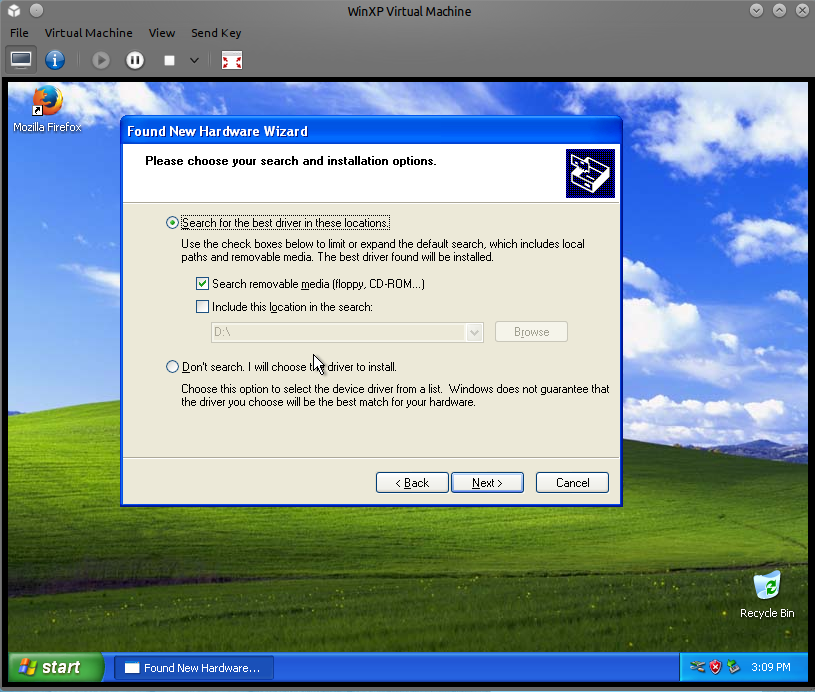 WinXP Virtual Machine
File Virtual Machine View Send Key
Mozilla Firefox
Found New Hardware Wizard
Please choose your search and installation options.
Search for the best driver in these locations.
Use the check boxes below to limit or expand the default search, which includes local
paths and removable media. The best driver found will be installed.
Search removable media (floppy, CD-ROM...)
Include this location in the search:
D:\ Browse
Don't search. I will choose the driver to install.
Choose this option to select the device driver from a list. Windows does not guarantee that
the driver you choose will be the best match for your hardware.
< Back Next > Cancel
Recycle Bin
start Found New Hardware... 3:09 PM